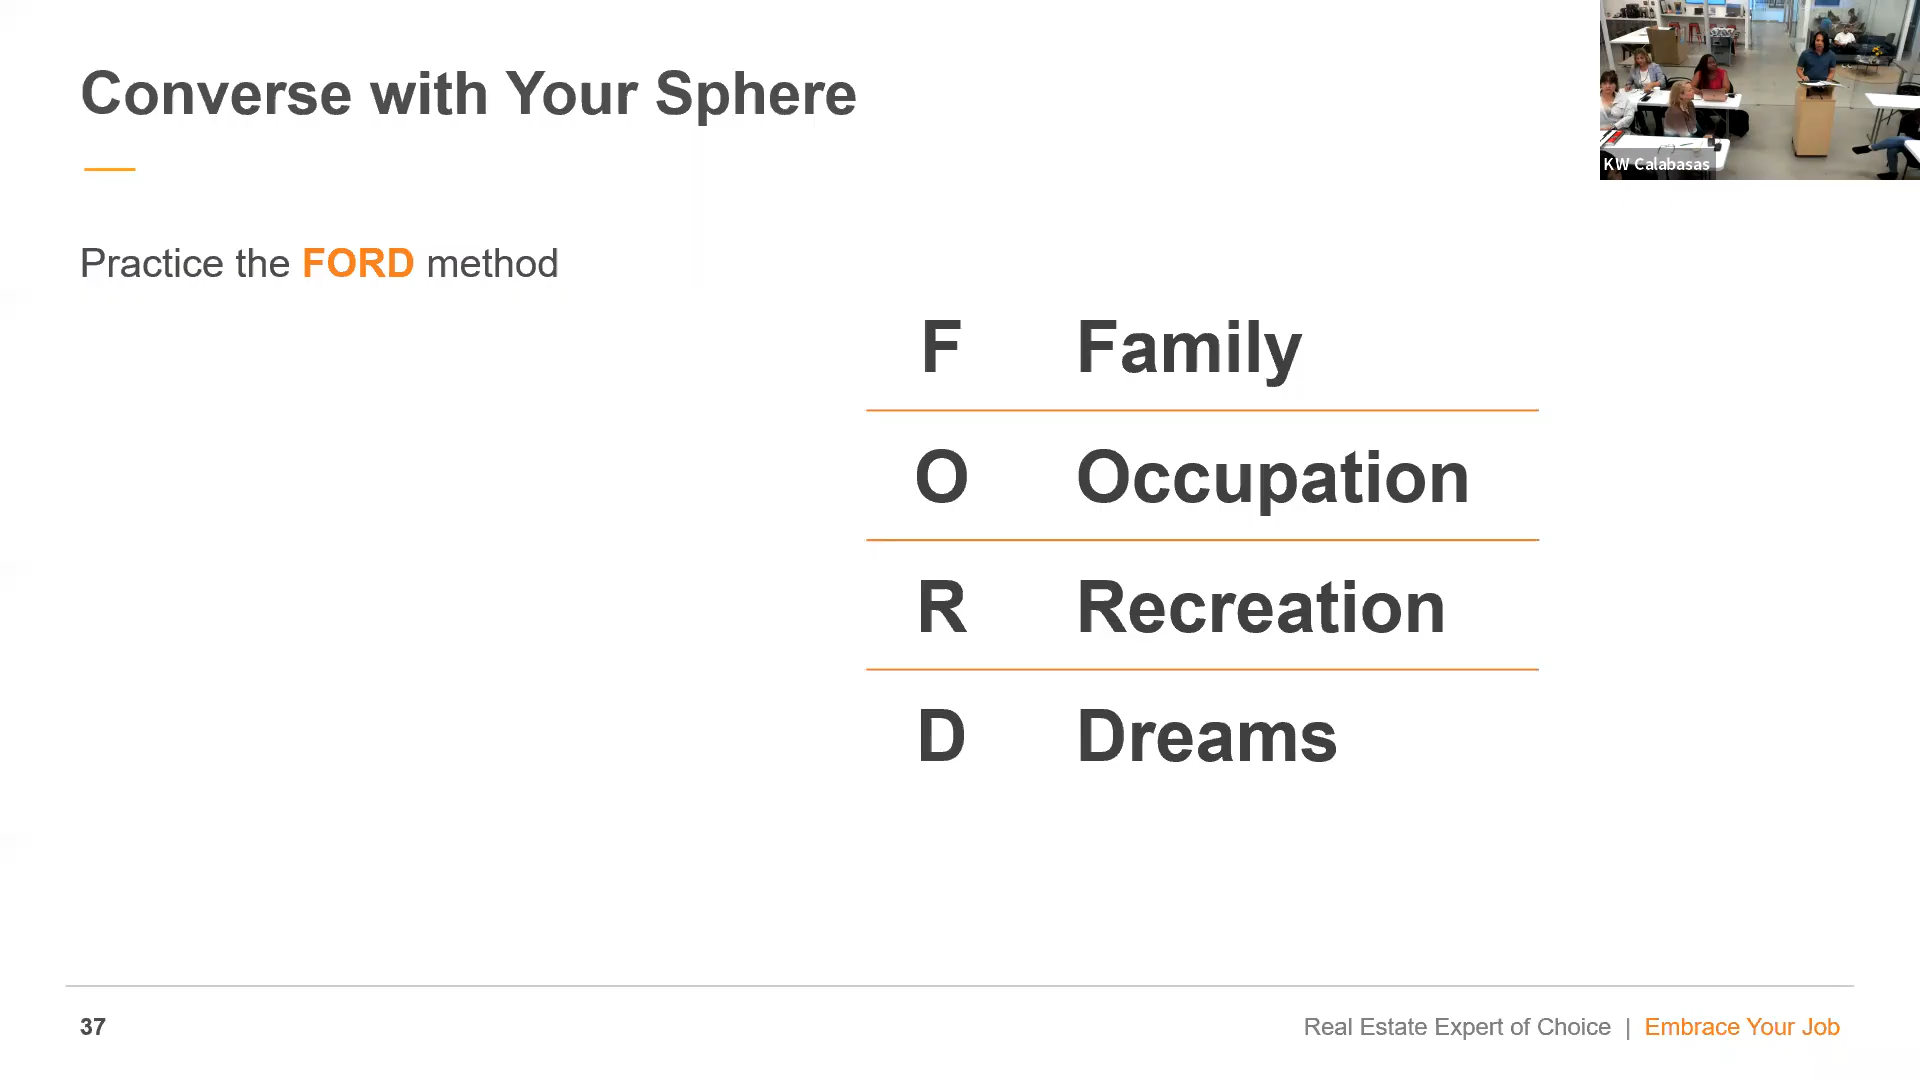 Converse with Your Sphere
KW Calabasas
Practice the FORD method
F Family
O Occupation
R Recreation
D Dreams
37
Real Estate Expert of Choice | Embrace Your Job